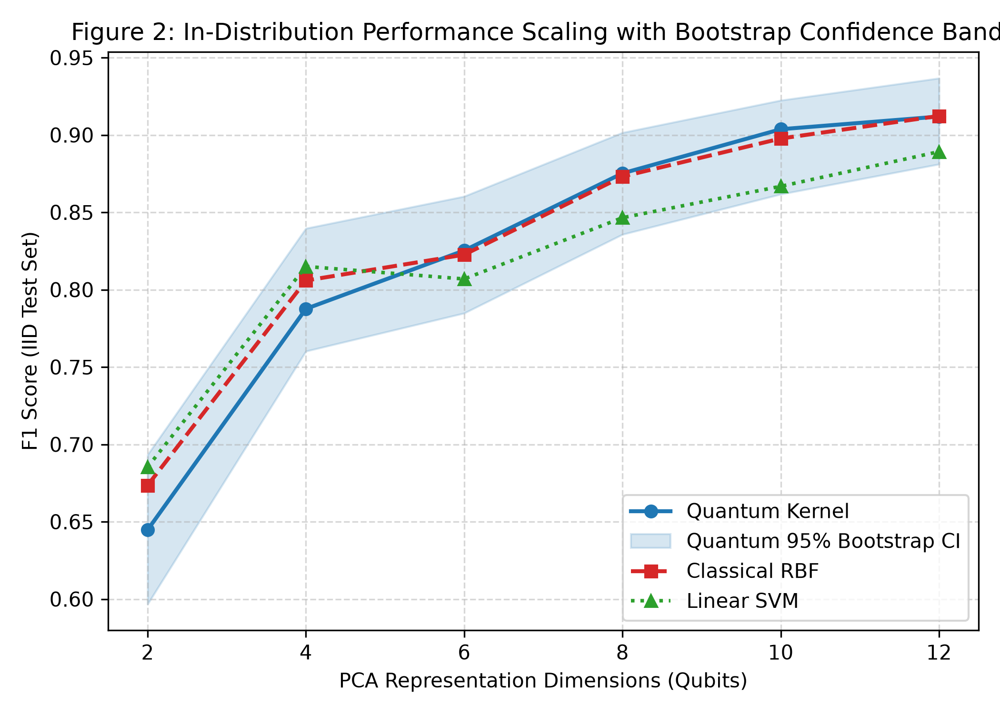 Figure 2: In-Distribution Performance Scaling with Bootstrap Confidence Band
0.95
0.90
0.85
0.80
0.75
0.70
0.65
0.60
F1 Score (IID Test Set)
Quantum Kernel
Quantum 95% Bootstrap CI
Classical RBF
Linear SVM
2 4 6 8 10 12
PCA Representation Dimensions (Qubits)